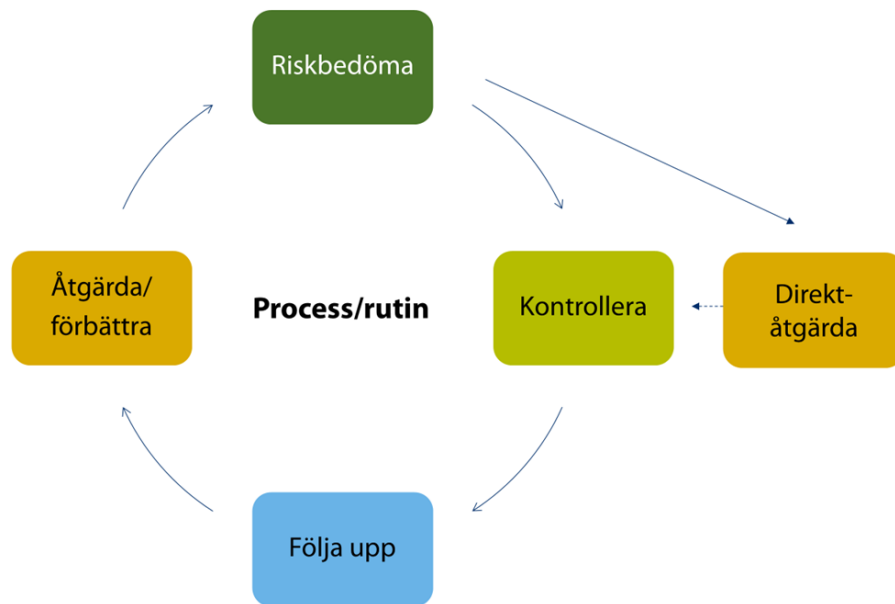 Riskbedöma
Åtgärda/
förbättra
Process/rutin
Kontrollera
Direkt-
åtgärda
Följa upp